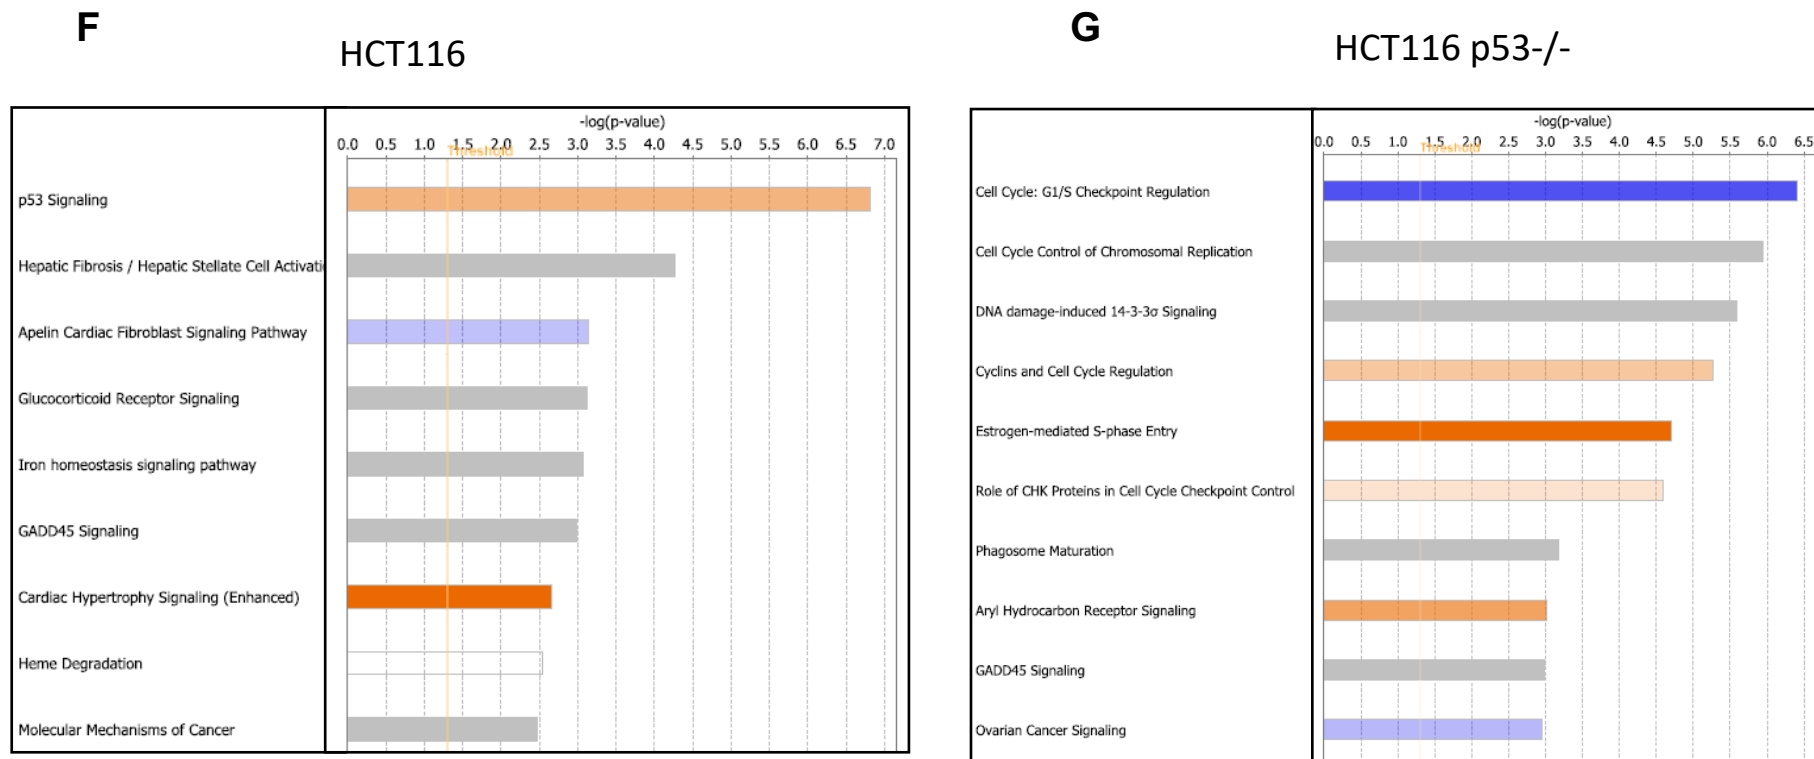 F
HCT116
-log(p-value)
0.0 0.5 1.0 1.5 2.0 2.5 3.0 3.5 4.0 4.5 5.0 5.5 6.0 6.5 7.0
Threshold
p53 Signaling
Hepatic Fibrosis / Hepatic Stellate Cell Activati
Apelin Cardiac Fibroblast Signaling Pathway
Glucocorticoid Receptor Signaling
Iron homeostasis signaling pathway
GADD45 Signaling
Cardiac Hypertrophy Signaling (Enhanced)
Heme Degradation
Molecular Mechanisms of Cancer
G
HCT116 p53-/-
-log(p-value)
0.0 0.5 1.0 1.5 2.0 2.5 3.0 3.5 4.0 4.5 5.0 5.5 6.0 6.5
Threshold
Cell Cycle: G1/S Checkpoint Regulation
Cell Cycle Control of Chromosomal Replication
DNA damage-induced 14-3-3σ Signaling
Cyclins and Cell Cycle Regulation
Estrogen-mediated S-phase Entry
Role of CHK Proteins in Cell Cycle Checkpoint Control
Phagosome Maturation
Aryl Hydrocarbon Receptor Signaling
GADD45 Signaling
Ovarian Cancer Signaling